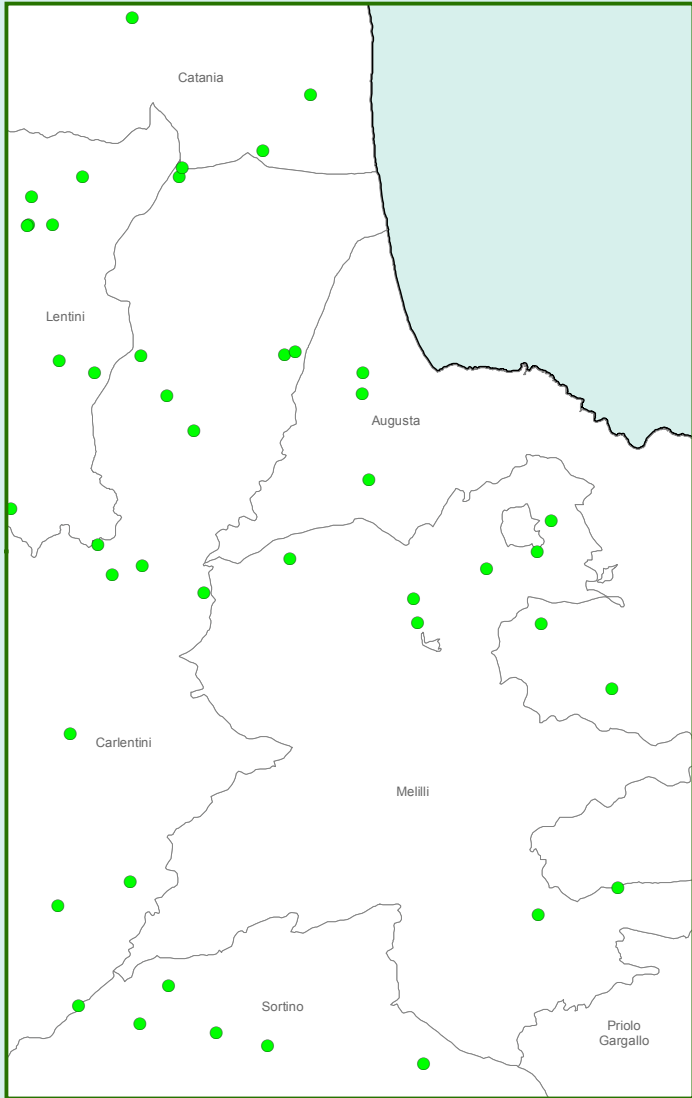 Catania
Lentini
Augusta
Carlentini
Melilli
Sortino
Priolo
Gargallo